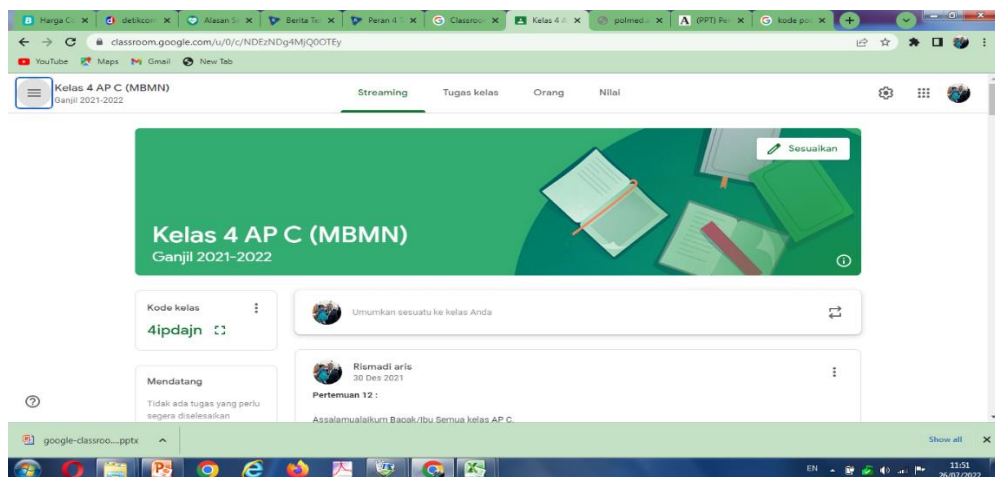 Harga Co
detikcom
Alasan S
Berita Te
Peran 4
Classroo
Kelas 4 A
polmed.
(PPT) Per
kode po
classroom.google.com/u/0/c/NDEzNDg4MjQ0OTEy
YouTube
Maps
Gmail
New Tab
Kelas 4 AP C (MBMN)
Ganjil 2021-2022
Streaming
Tugas kelas
Orang
Nilai
Sesuaikan
Kelas 4 AP C (MBMN)
Ganjil 2021-2022
Kode kelas
4ipdajn
Umumkan sesuatu ke kelas Anda
Rismadi aris
30 Des 2021
Pertemuan 12 :
Assalamualaikum Bapak/Ibu Semua kelas AP C.
Mendatang
Tidak ada tugas yang perlu
segera diselesaikan
google-classroo....pptx
Show all
EN
11:51
26/07/2022